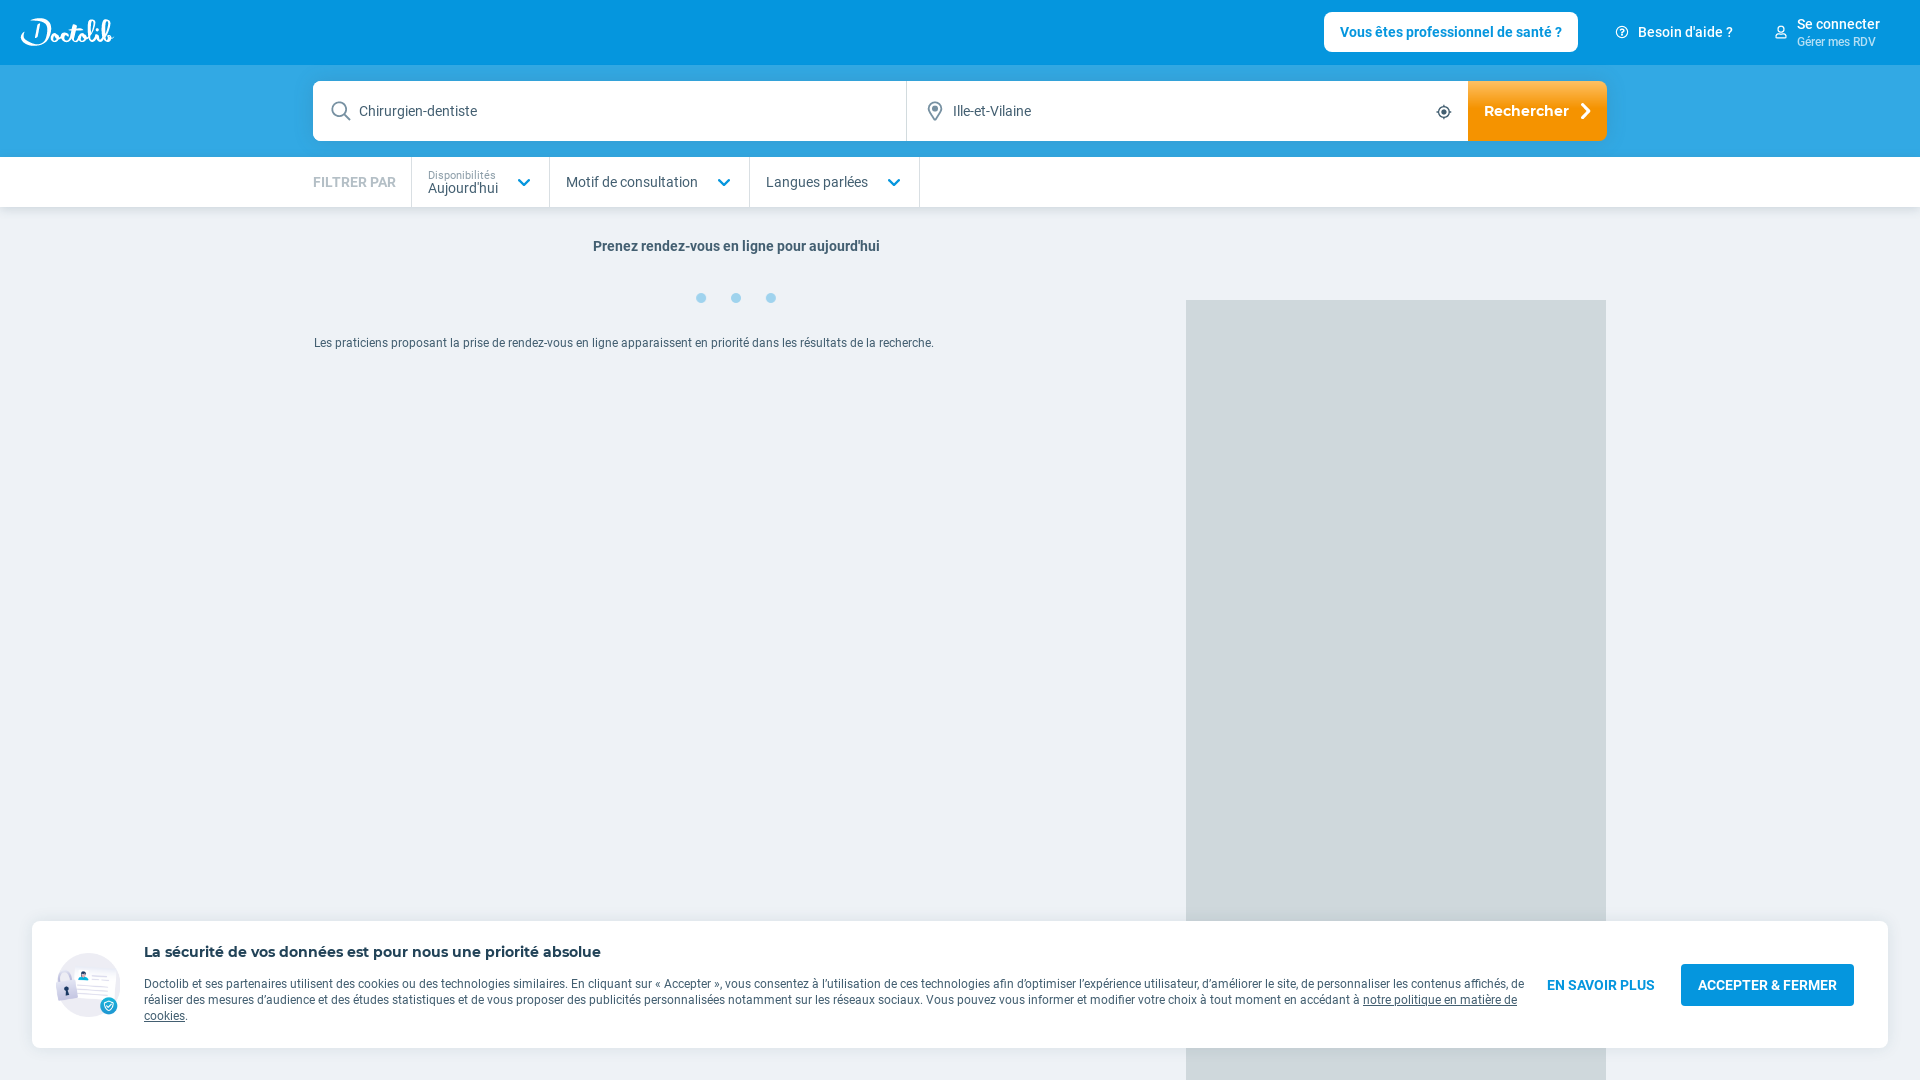 Doctolib
Vous êtes professionnel de santé ?
Besoin d'aide ?
Se connecter
Gérer mes RDV
Chirurgien-dentiste
Ille-et-Vilaine
Rechercher
FILTRER PAR
Disponibilités
Aujourd'hui
Motif de consultation
Langues parlées
Prenez rendez-vous en ligne pour aujourd'hui
Les praticiens proposant la prise de rendez-vous en ligne apparaissent en priorité dans les résultats de la recherche.
La sécurité de vos données est pour nous une priorité absolue
Doctolib et ses partenaires utilisent des cookies ou des technologies similaires. En cliquant sur « Accepter », vous consentez à l’utilisation de ces technologies afin d’optimiser l’expérience utilisateur, d’améliorer le site, de personnaliser les contenus affichés, de
réaliser des mesures d’audience et des études statistiques et de vous proposer des publicités personnalisées notamment sur les réseaux sociaux. Vous pouvez vous informer et modifier votre choix à tout moment en accédant à notre politique en matière de
cookies.
EN SAVOIR PLUS
ACCEPTER & FERMER